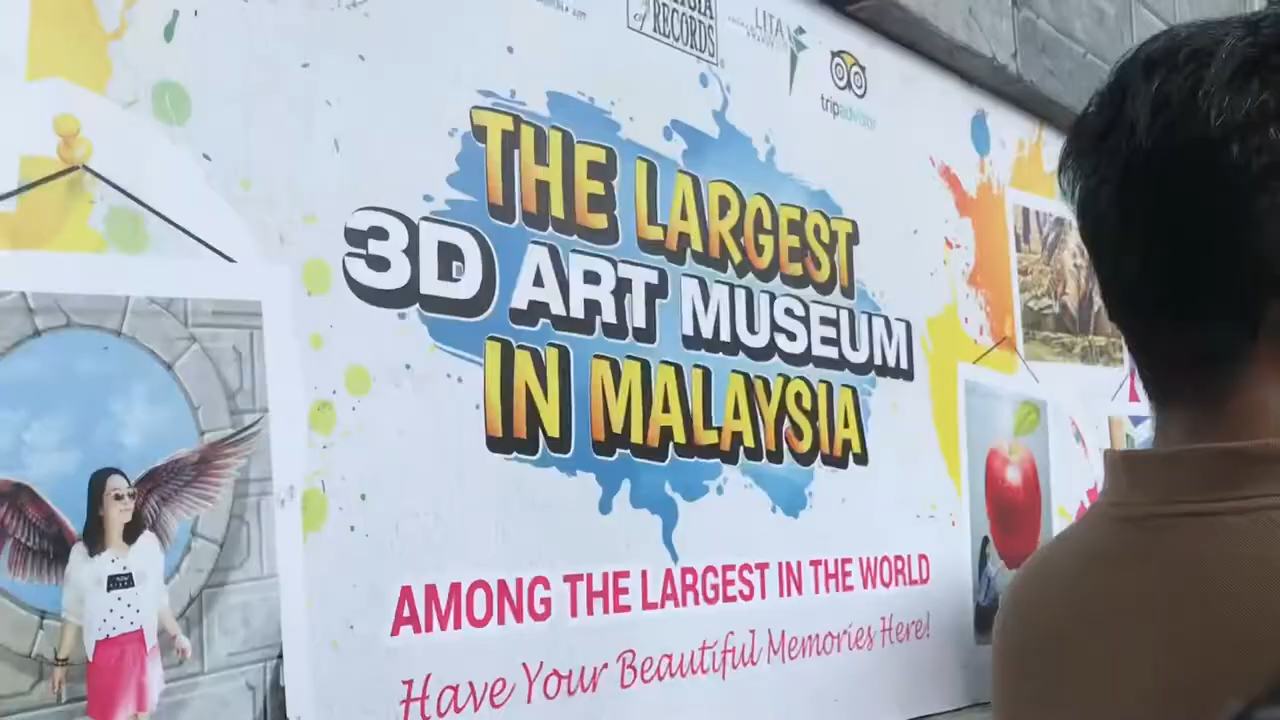 of RECORDS
LITA
tripadvisor
THE LARGEST
3D ART MUSEUM
IN MALAYSIA
AMONG THE LARGEST IN THE WORLD
Have Your Beautiful Memories Here!